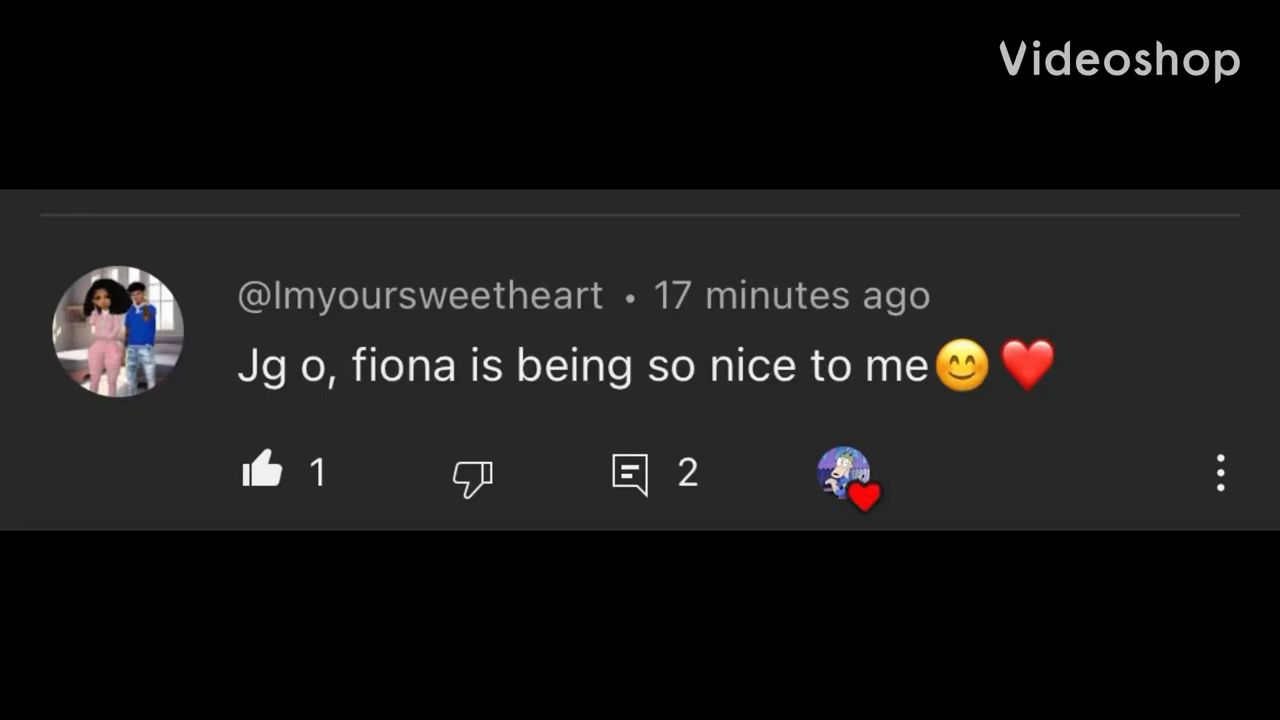 Videoshop
@Imyoursweetheart • 17 minutes ago
Jg o, fiona is being so nice to me😊❤️
1
2